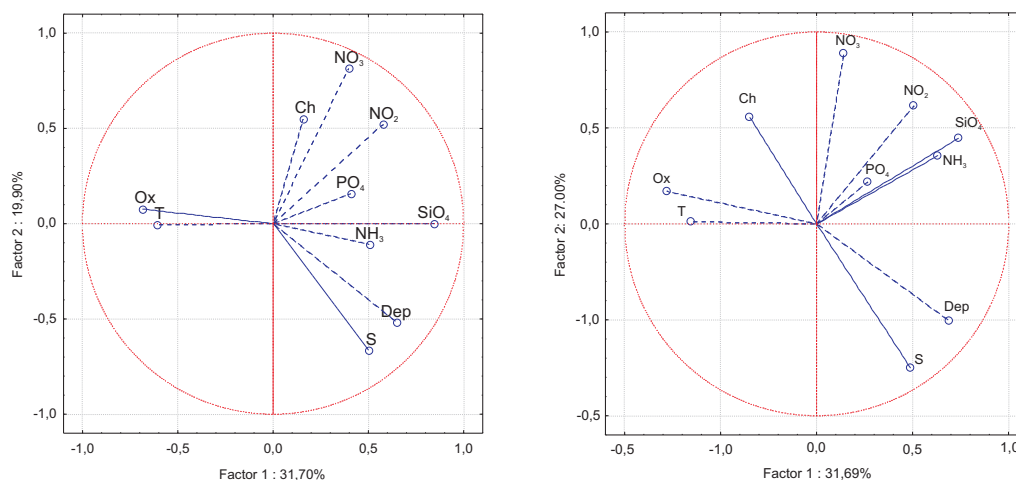 1,0
NO3
Ch
NO2
0,5
Ox
PO4
T
SiO4
0,0
NH3
Dep
-0,5
S
-1,0
-1,0 -0,5 0,0 0,5 1,0
Factor 1 : 31,70%
Factor 2 : 19,90%
1,0
NO3
Ch
NO2
SiO4
0,5
NH3
PO4
Ox
T
0,0
Dep
-1,0
S
-0,5
-0,5 -1,0 0,0 0,5 1,0
Factor 1 : 31,69%
Factor 2: 27.00%